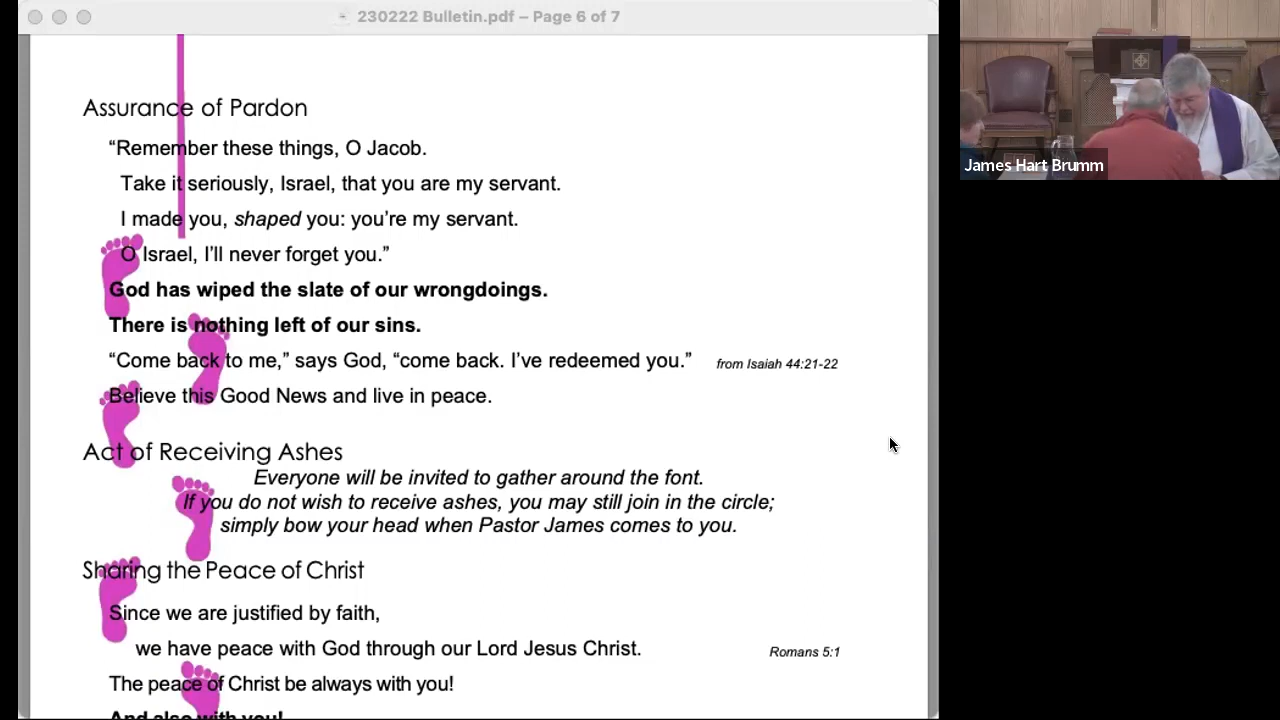 230222 Bulletin.pdf – Page 6 of 7
Assurance of Pardon
“Remember these things, O Jacob.
Take it seriously, Israel, that you are my servant.
I made you, shaped you: you’re my servant.
O Israel, I’ll never forget you.”
God has wiped the slate of our wrongdoings.
There is nothing left of our sins.
“Come back to me,” says God, “come back. I’ve redeemed you.” from Isaiah 44:21-22
Believe this Good News and live in peace.
Act of Receiving Ashes
Everyone will be invited to gather around the font.
If you do not wish to receive ashes, you may still join in the circle;
simply bow your head when Pastor James comes to you.
Sharing the Peace of Christ
Since we are justified by faith,
we have peace with God through our Lord Jesus Christ. Romans 5:1
The peace of Christ be always with you!
And also with you!
James Hart Brumm